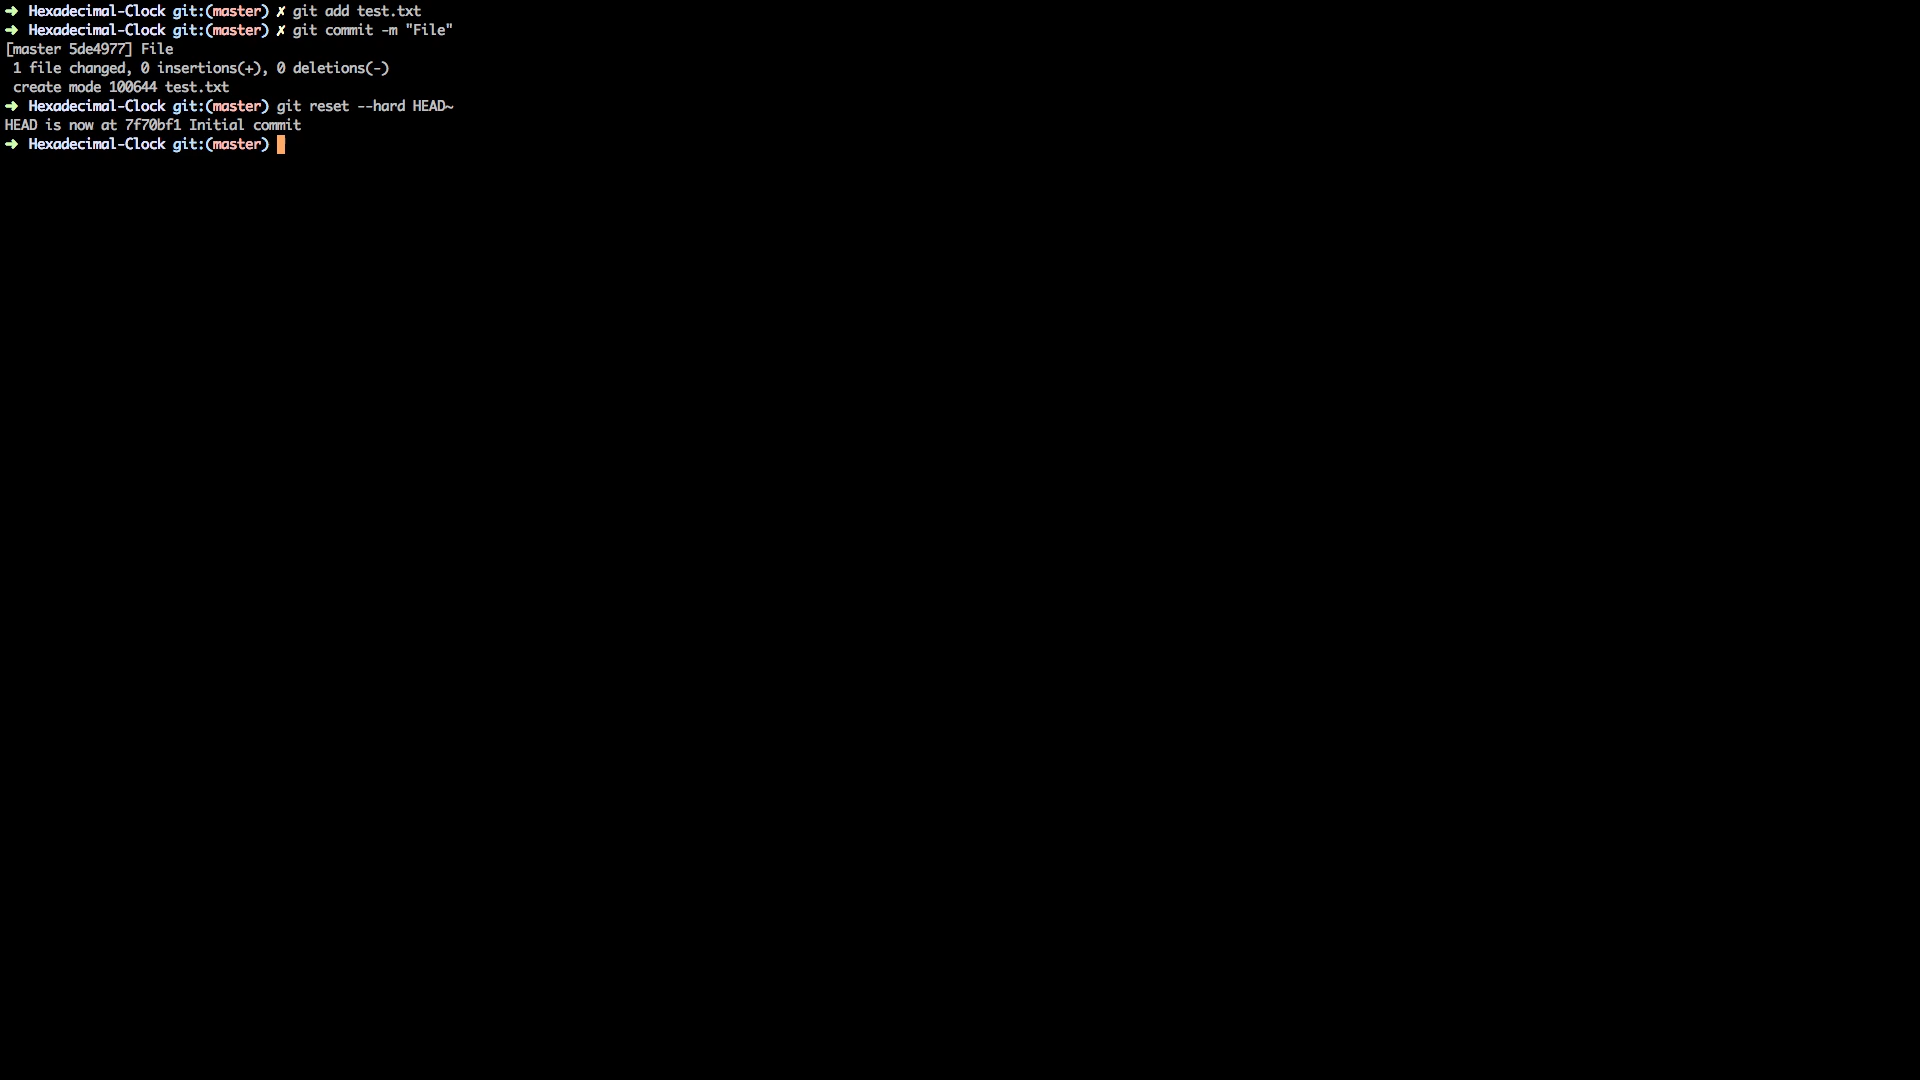 ➜ Hexadecimal-Clock git:(master) ✗ git add test.txt
➜ Hexadecimal-Clock git:(master) ✗ git commit -m "File"
[master 5de4977] File
 1 file changed, 0 insertions(+), 0 deletions(-)
 create mode 100644 test.txt
➜ Hexadecimal-Clock git:(master) git reset --hard HEAD~
HEAD is now at 7f70bf1 Initial commit
➜ Hexadecimal-Clock git:(master)